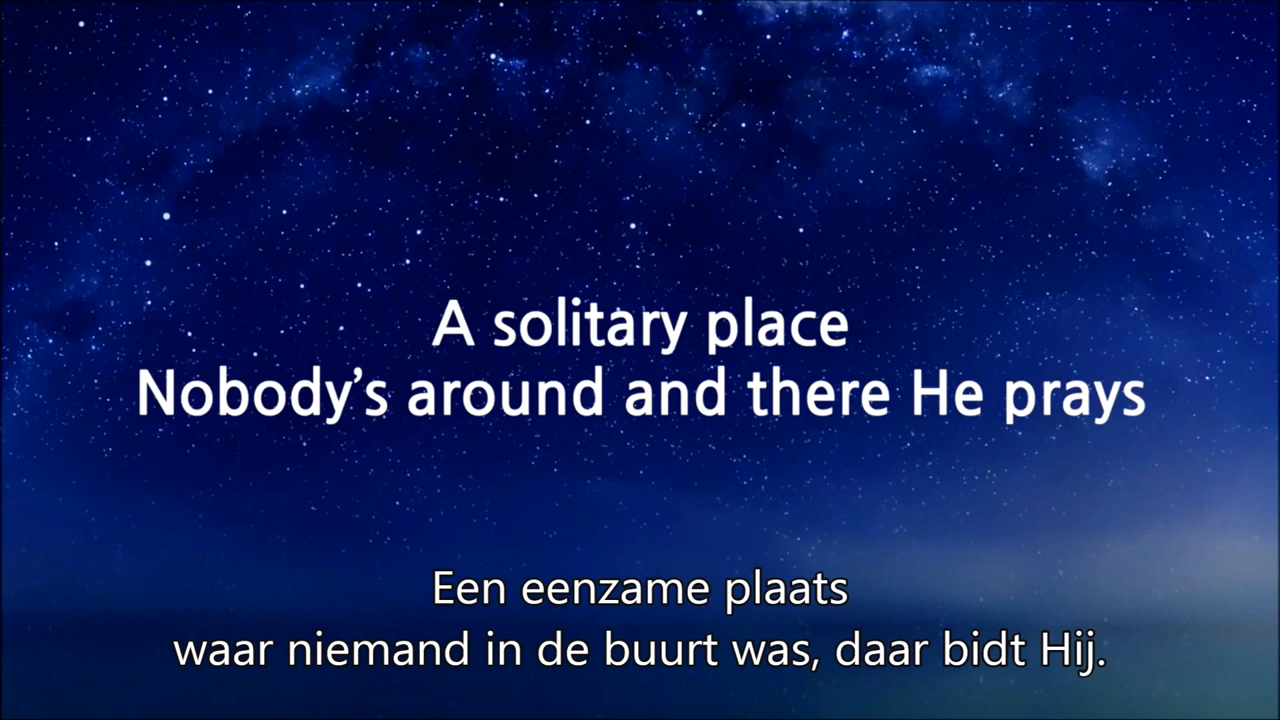 A solitary place
Nobody’s around and there He prays
Een eenzame plaats
waar niemand in de buurt was, daar bidt Hij.